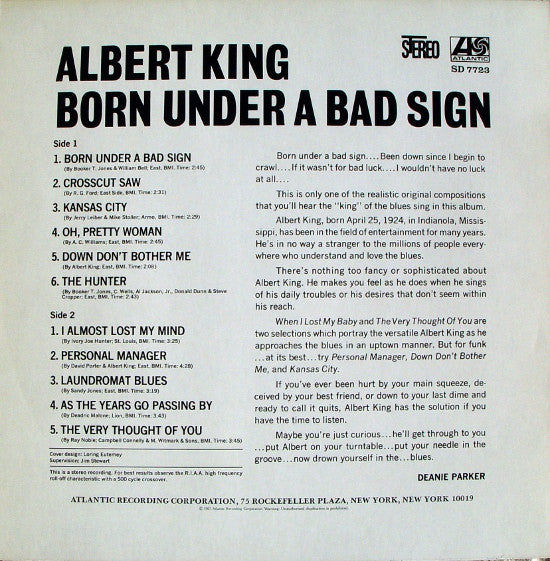 ALBERT KING
STEREO
ATLANTIC
SD 7723
BORN UNDER A BAD SIGN
Side 1
1. BORN UNDER A BAD SIGN
(By Booker T. Jones & William Bell; East, BMI. Time: 2:45)
2. CROSSCUT SAW
(By R. G. Ford; East Side, BMI. Time: 2:31)
3. KANSAS CITY
(By Jerry Leiber & Mike Stoller; Armo, BMI. Time: 2:29)
4. OH, PRETTY WOMAN
(By A. C. Williams; East, BMI. Time: 2:45)
5. DOWN DON'T BOTHER ME
(By Albert King; East, BMI. Time: 2:08)
6. THE HUNTER
(By Booker T. Jones, C. Wells, Al Jackson, Jr., Donald Dunn & Steve
Cropper; East, BMI. Time: 2:43)
Side 2
1. I ALMOST LOST MY MIND
(By Ivory Joe Hunter; St. Louis, BMI. Time: 3:25)
2. PERSONAL MANAGER
(By David Porter & Albert King; East, BMI. Time: 4:28)
3. LAUNDROMAT BLUES
(By Sandy Jones; East, BMI. Time: 3:19)
4. AS THE YEARS GO PASSING BY
(By Deadric Malone; Lion, BMI. Time: 3:43)
5. THE VERY THOUGHT OF YOU
(By Ray Noble; Campbell Connelly & M. Witmark & Sons, BMI. Time: 3:45)
Cover design: Loring Eutemey
Supervision: Jim Stewart
This is a stereo recording. For best results observe the R.I.A.A. high frequency
roll-off characteristic with a 500 cycle crossover.
Born under a bad sign.... Been down since I begin to
crawl.... If it wasn't for bad luck.... I wouldn't have no luck
at all....
This is only one of the realistic original compositions
that you'll hear the "king" of the blues sing in this album.
Albert King, born April 25, 1924, in Indianola, Missis-
sippi, has been in the field of entertainment for many years.
He's in no way a stranger to the millions of people every-
where who understand and love the blues.
There's nothing too fancy or sophisticated about
Albert King. He makes you feel as he does when he sings
of his daily troubles or his desires that don't seem within
his reach.
When I Lost My Baby and The Very Thought Of You are
two selections which portray the versatile Albert King as he
approaches the blues in an uptown manner. But for funk
...at its best...try Personal Manager, Down Don't Bother
Me, and Kansas City.
If you've ever been hurt by your main squeeze, de-
ceived by your best friend, or down to your last dime and
ready to call it quits, Albert King has the solution if you
have the time to listen.
Maybe you're just curious...he'll get through to you
...put Albert on your turntable...put your needle in the
groove...now drown yourself in the...blues.
DEANIE PARKER
ATLANTIC RECORDING CORPORATION, 75 ROCKEFELLER PLAZA, NEW YORK, NEW YORK 10019
© 1967 Atlantic Recording Corporation Warning: Unauthorized duplication is prohibited.